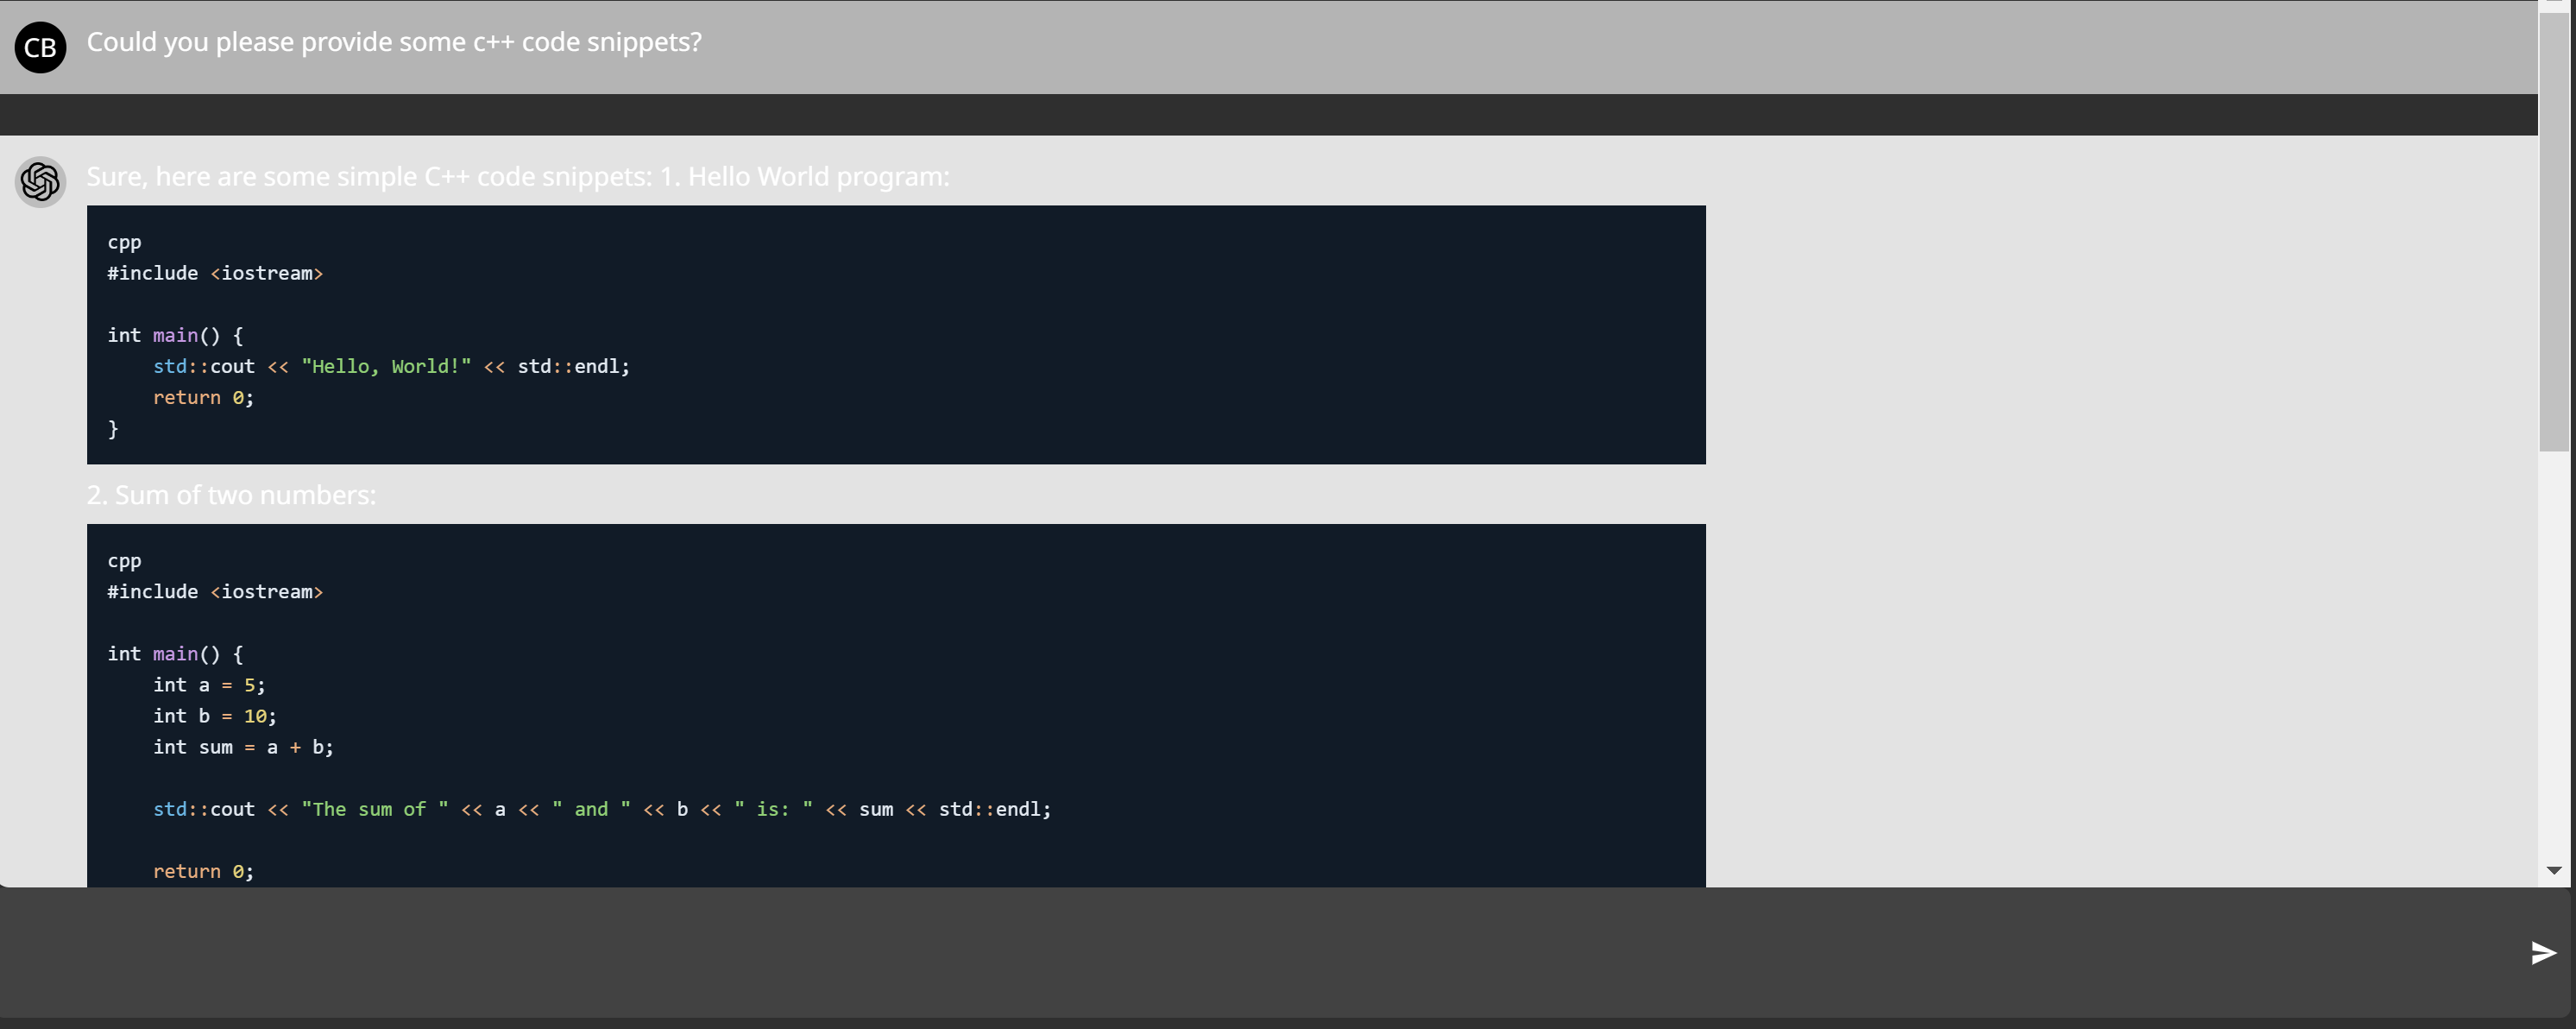 CB
Could you please provide some c++ code snippets?
Sure, here are some simple C++ code snippets: 1. Hello World program:
cpp
#include <iostream>
int main() {
    std::cout << "Hello, World!" << std::endl;
    return 0;
}
2. Sum of two numbers:
cpp
#include <iostream>
int main() {
    int a = 5;
    int b = 10;
    int sum = a + b;
    std::cout << "The sum of " << a << " and " << b << " is: " << sum << std::endl;
    return 0;